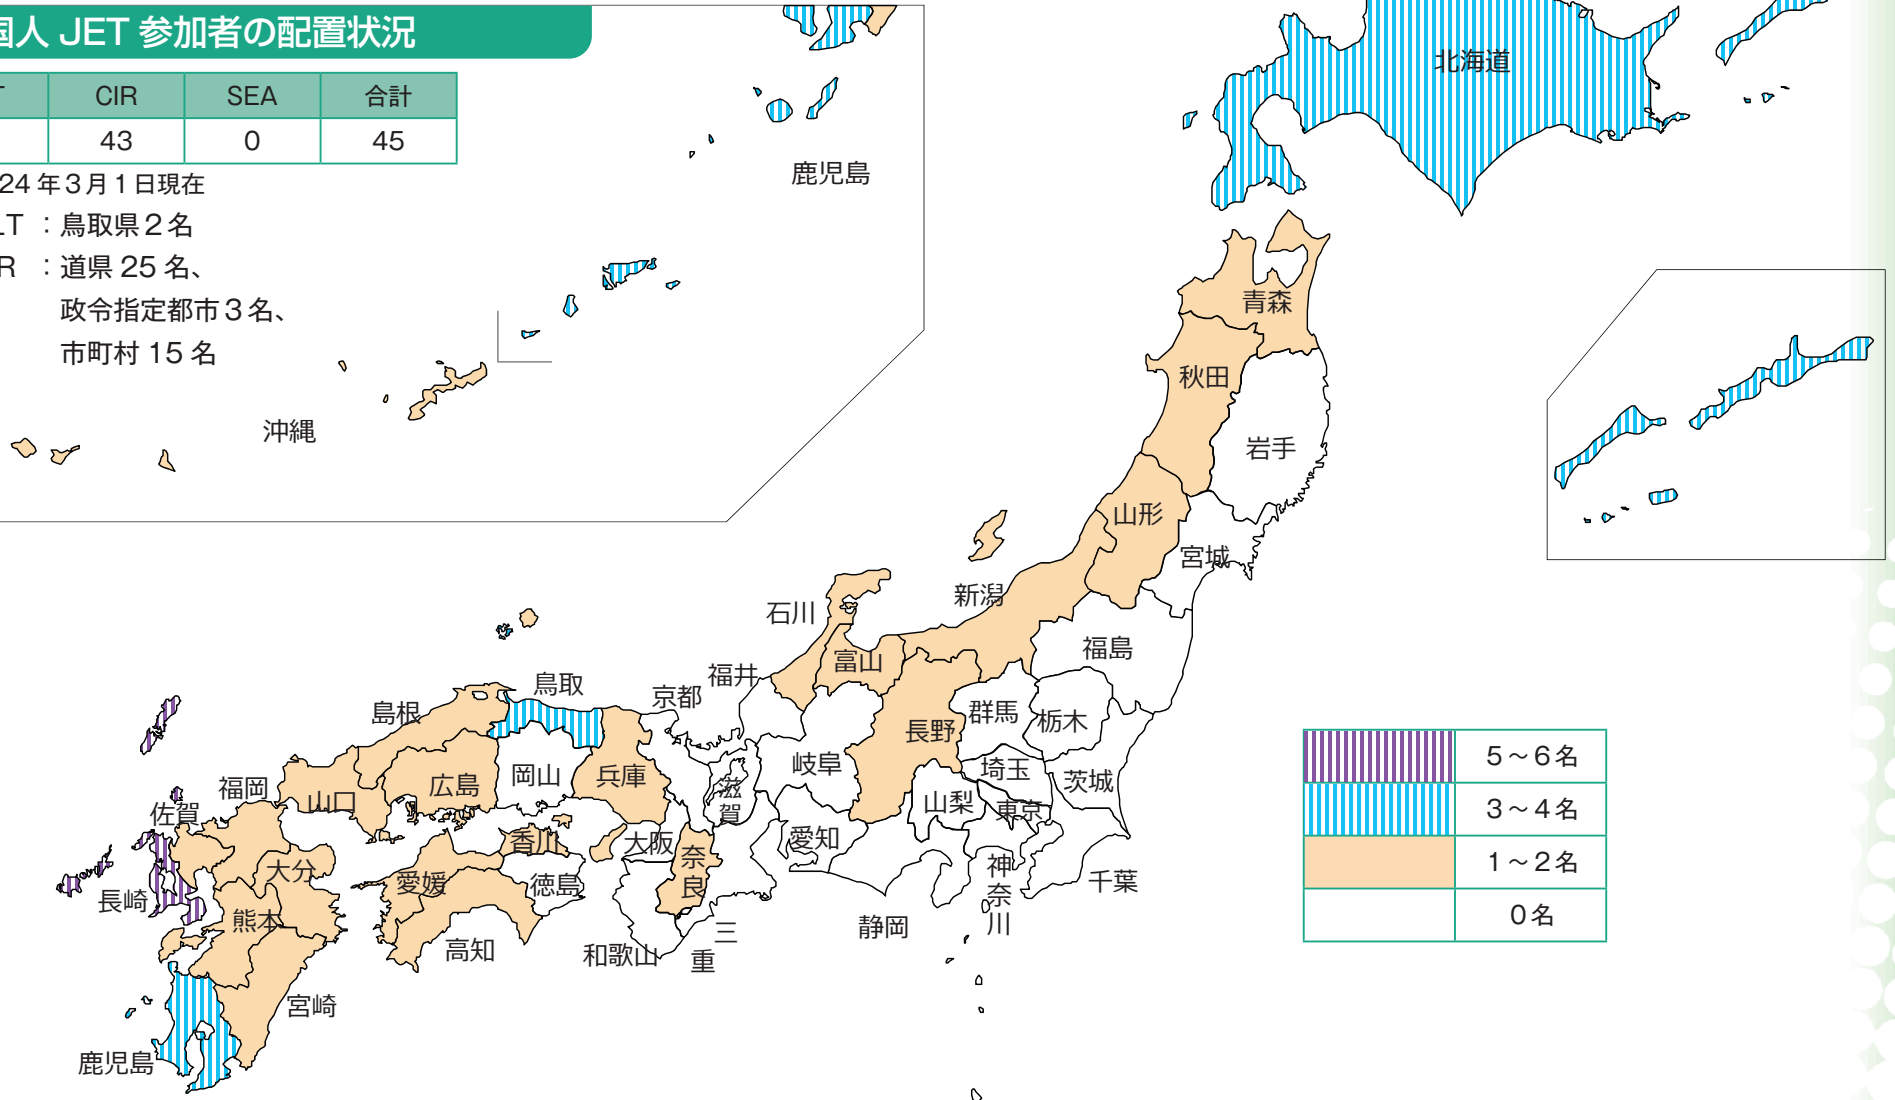 国人 JET 参加者の配置状況
T CIR SEA 合計
43 0 45
24 年3月1日現在
LT ：鳥取県2名
R ：道県 25 名、
政令指定都市3名、
市町村 15 名
鹿児島
沖縄
北海道
青森
秋田
岩手
山形
宮城
新潟
福島
石川
富山
福井
長野
群馬
栃木
鳥取
京都
島根
岐阜
埼玉
茨城
広島
岡山
兵庫
滋賀
山梨
東京
福岡
山口
佐賀
香川
大阪
愛知
奈良
大分
愛媛
徳島
神奈川
千葉
長崎
熊本
高知
和歌山
三重
静岡
宮崎
鹿児島
5～6名
3～4名
1～2名
0名